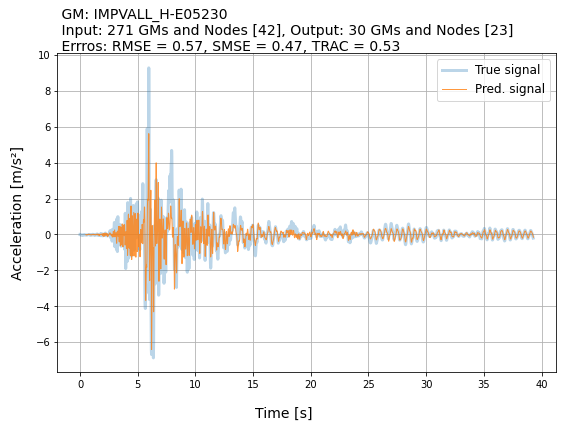 GM: IMPVALL_H-E05230
Input: 271 GMs and Nodes [42], Output: 30 GMs and Nodes [23]
Erros: RMSE = 0.57, SMSE = 0.47, TRAC = 0.53
True signal
Pred. signal
Acceleration [m/s²]
10
8
6
4
2
0
−2
−4
−6
0 5 10 15 20 25 30 35 40
Time [s]